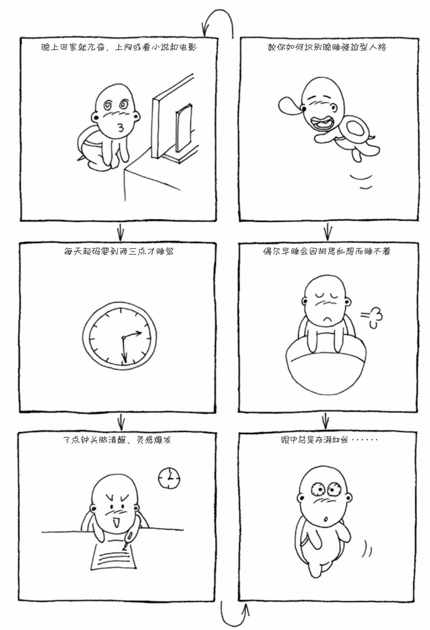 教你如何识别晚睡强迫型人格
晚上回家就亢奋、上网或看小说和电影
每天起码要到两三点才睡觉
点钟头脑清醒、灵感爆发
偶尔早睡会因胡思乱想而睡不着
眼中总是布满血丝······